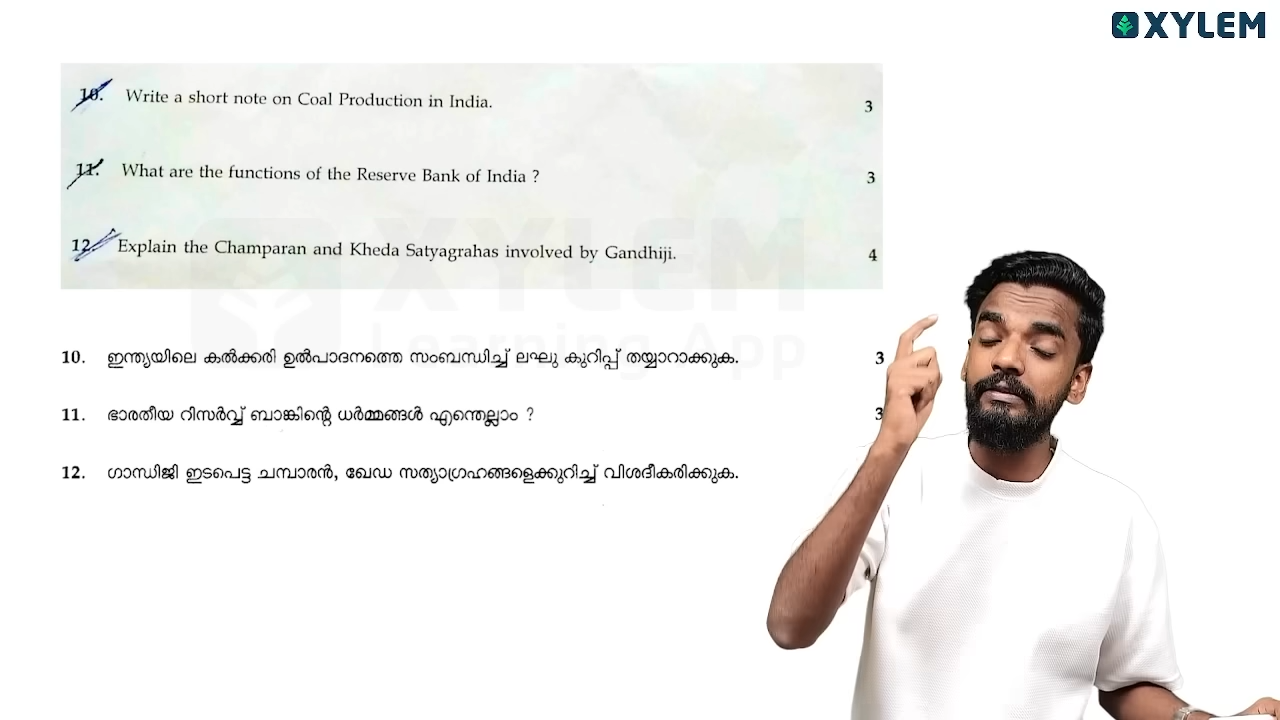 XYLEM
10. Write a short note on Coal Production in India. 3
11. What are the functions of the Reserve Bank of India ? 3
12. Explain the Champaran and Kheda Satyagrahas involved by Gandhiji. 4
XYLEM
Learning App
10. ഇന്ത്യയിലെ കൽക്കരി ഉൽപാദനത്തെ സംബന്ധിച്ച് ലഘു കുറിപ്പ് തയ്യാറാക്കുക. 3
11. ഭാരതീയ റിസർവ്വ് ബാങ്കിന്റെ ധർമ്മങ്ങൾ എന്തെല്ലാം ? 3
12. ഗാന്ധിജി ഇടപെട്ട ചമ്പാരൻ, ഖേഡ സത്യാഗ്രഹങ്ങളെക്കുറിച്ച് വിശദീകരിക്കുക.